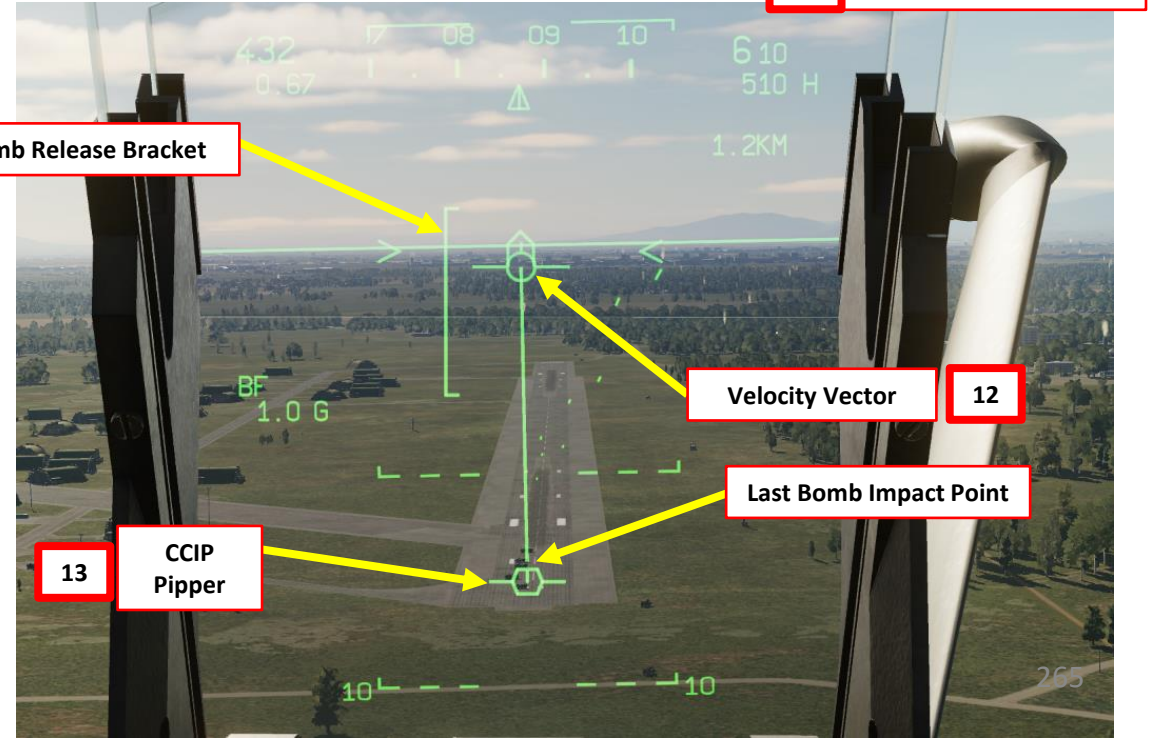 432
0.67
7 08 09 10
6 10
510 H
1.2KM
mb Release Bracket
BF
1.0 G
Velocity Vector
12
Last Bomb Impact Point
13
CCIP
Pipper
10
10
265